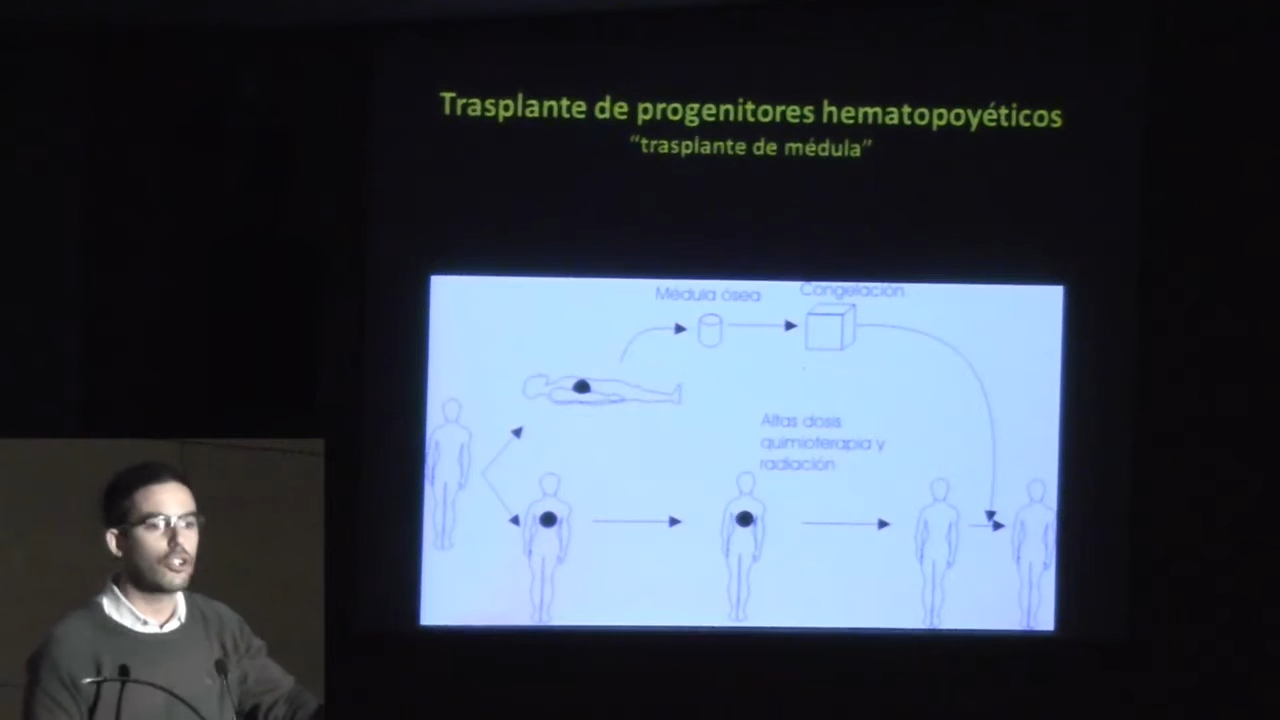 Trasplante de progenitores hematopoyéticos
“trasplante de médula”
Médula ósea
Congelación
Altas dosis
quimioterapia y
radiación